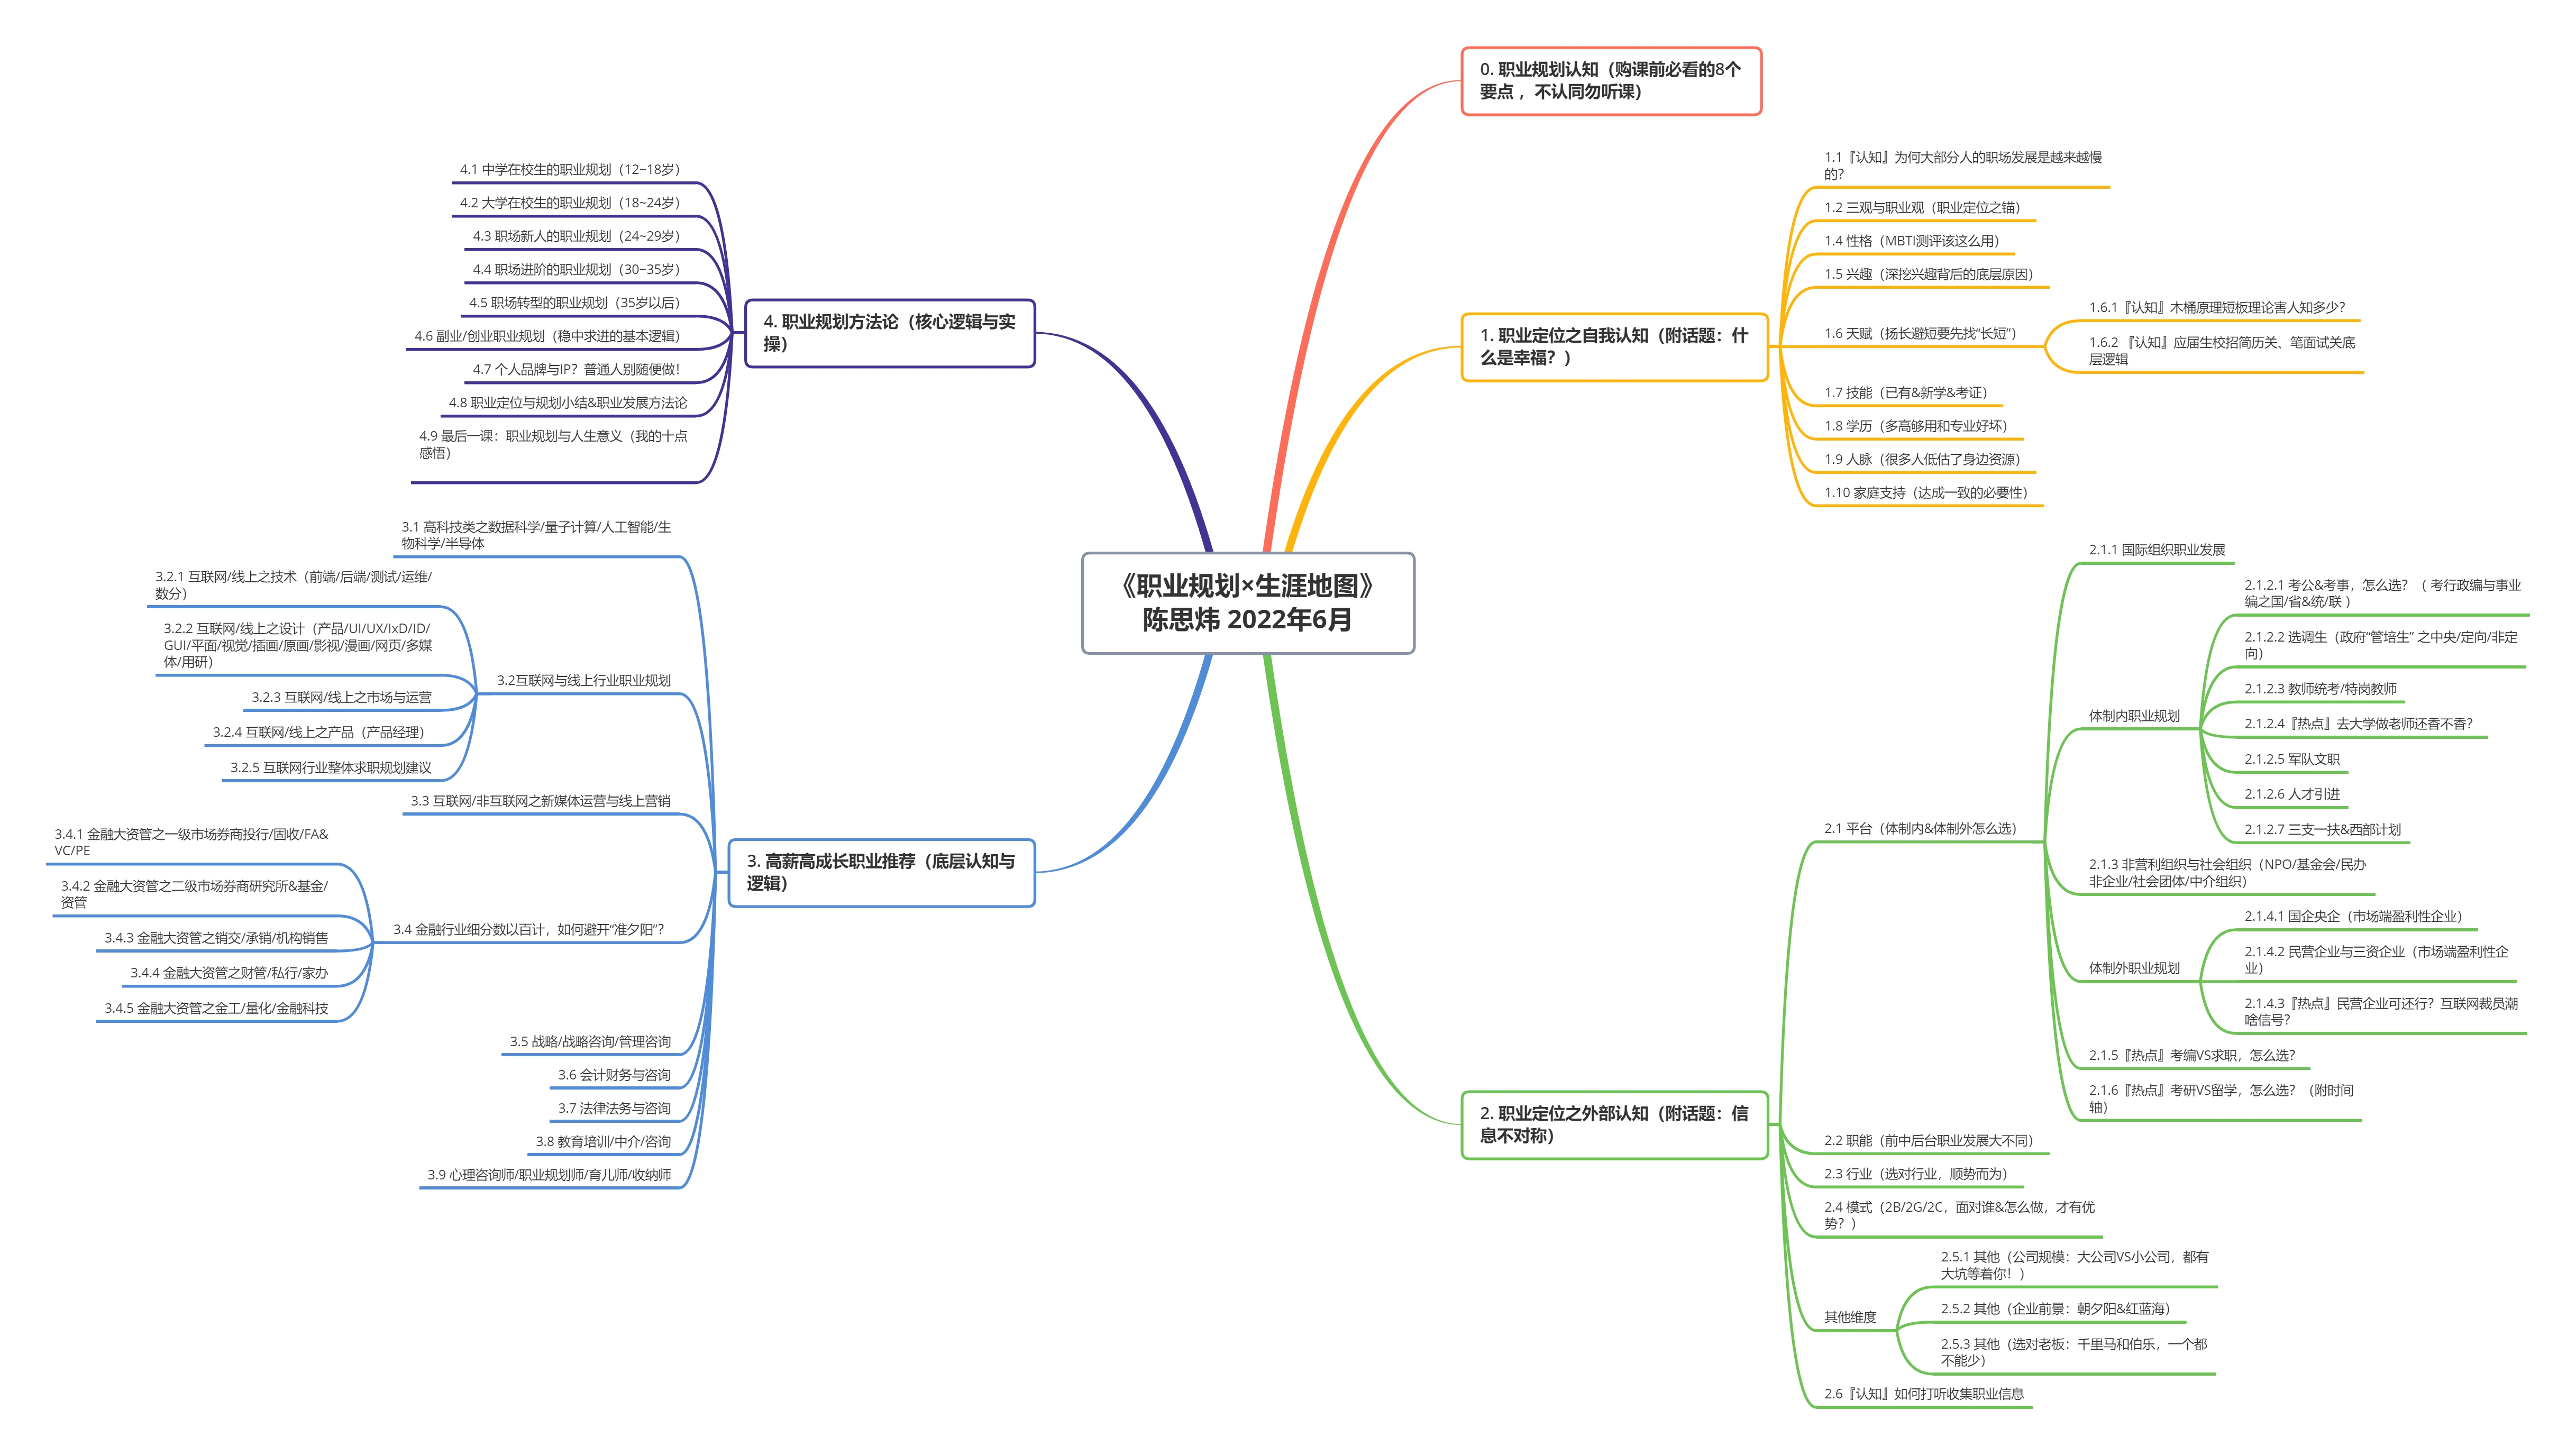 《职业规划×生涯地图》
陈思炜 2022年6月
0. 职业规划认知（购课前必看的8个
要点 ，不认同勿听课）
1. 职业定位之自我认知（附话题：什
么是幸福？）
1.1『认知』为何大部分人的职场发展是越来越慢
的？
1.2 三观与职业观（职业定位之锚）
1.4 性格（MBTI测评该这么用）
1.5 兴趣（深挖兴趣背后的底层原因）
1.6 天赋（扬长避短要先找“长短”）
1.6.1『认知』木桶原理短板理论害人知多少？
1.6.2 『认知』应届生校招简历关、笔面试关底
层逻辑
1.7 技能（已有&新学&考证）
1.8 学历（多高够用和专业好坏）
1.9 人脉（很多人低估了身边资源）
1.10 家庭支持（达成一致的必要性）
2. 职业定位之外部认知（附话题：信
息不对称）
2.1 平台（体制内&体制外怎么选）
2.1.1 国际组织职业发展
体制内职业规划
2.1.2.1 考公&考事，怎么选？（ 考行政编与事业
编之国/省&统/联 ）
2.1.2.2 选调生（政府“管培生” 之中央/定向/非定
向）
2.1.2.3 教师统考/特岗教师
2.1.2.4『热点』去大学做老师还香不香？
2.1.2.5 军队文职
2.1.2.6 人才引进
2.1.2.7 三支一扶&西部计划
2.1.3 非营利组织与社会组织（NPO/基金会/民办
非企业/社会团体/中介组织）
体制外职业规划
2.1.4.1 国企央企（市场端盈利性企业）
2.1.4.2 民营企业与三资企业（市场端盈利性企
业）
2.1.4.3『热点』民营企业可还行？互联网裁员潮
啥信号？
2.1.5『热点』考编VS求职，怎么选？
2.1.6『热点』考研VS留学，怎么选？（附时间
轴）
2.2 职能（前中后台职业发展大不同）
2.3 行业（选对行业，顺势而为）
2.4 模式（2B/2G/2C，面对谁&怎么做，才有优
势？）
其他维度
2.5.1 其他（公司规模：大公司VS小公司，都有
大坑等着你！）
2.5.2 其他（企业前景：朝夕阳&红蓝海）
2.5.3 其他（选对老板：千里马和伯乐，一个都
不能少）
2.6『认知』如何打听收集职业信息
3. 高薪高成长职业推荐（底层认知与
逻辑）
3.1 高科技类之数据科学/量子计算/人工智能/生
物科学/半导体
3.2互联网与线上行业职业规划
3.2.1 互联网/线上之技术（前端/后端/测试/运维/
数分）
3.2.2 互联网/线上之设计（产品/UI/UX/IxD/ID/
GUI/平面/视觉/插画/原画/影视/漫画/网页/多媒
体/用研）
3.2.3 互联网/线上之市场与运营
3.2.4 互联网/线上之产品（产品经理）
3.2.5 互联网行业整体求职规划建议
3.3 互联网/非互联网之新媒体运营与线上营销
3.4 金融行业细分数以百计，如何避开“准夕阳”？
3.4.1 金融大资管之一级市场券商投行/固收/FA&
VC/PE
3.4.2 金融大资管之二级市场券商研究所&基金/
资管
3.4.3 金融大资管之销交/承销/机构销售
3.4.4 金融大资管之财管/私行/家办
3.4.5 金融大资管之金工/量化/金融科技
3.5 战略/战略咨询/管理咨询
3.6 会计财务与咨询
3.7 法律法务与咨询
3.8 教育培训/中介/咨询
3.9 心理咨询师/职业规划师/育儿师/收纳师
4. 职业规划方法论（核心逻辑与实
操）
4.1 中学在校生的职业规划（12~18岁）
4.2 大学在校生的职业规划（18~24岁）
4.3 职场新人的职业规划（24~29岁）
4.4 职场进阶的职业规划（30~35岁）
4.5 职场转型的职业规划（35岁以后）
4.6 副业/创业职业规划（稳中求进的基本逻辑）
4.7 个人品牌与IP？普通人别随便做！
4.8 职业定位与规划小结&职业发展方法论
4.9 最后一课：职业规划与人生意义（我的十点
感悟）